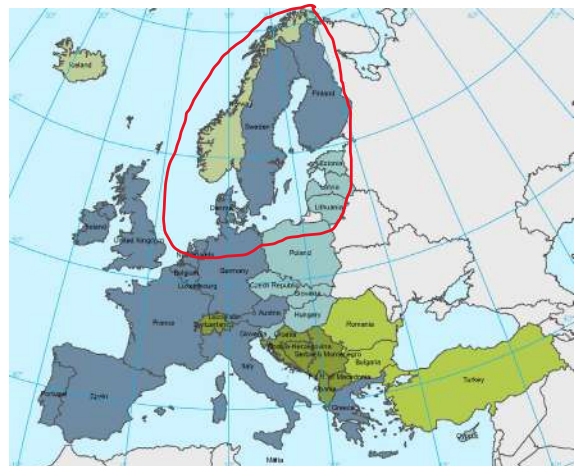 Iceland
Finland
Sweden
Estonia
Latvia
Lithuania
Denmark
Ireland
United Kingdom
Netherlands
Poland
Belgium
Germany
Luxembourg
Czech Republic
Slovakia
France
Austria
Hungary
Switzerland
Slovenia
Romania
Croatia
Bosnia-Herzegovina
Serbia & Montenegro
Italy
Bulgaria
Albania
Portugal
Spain
Greece
Turkey
Malta
Cyprus